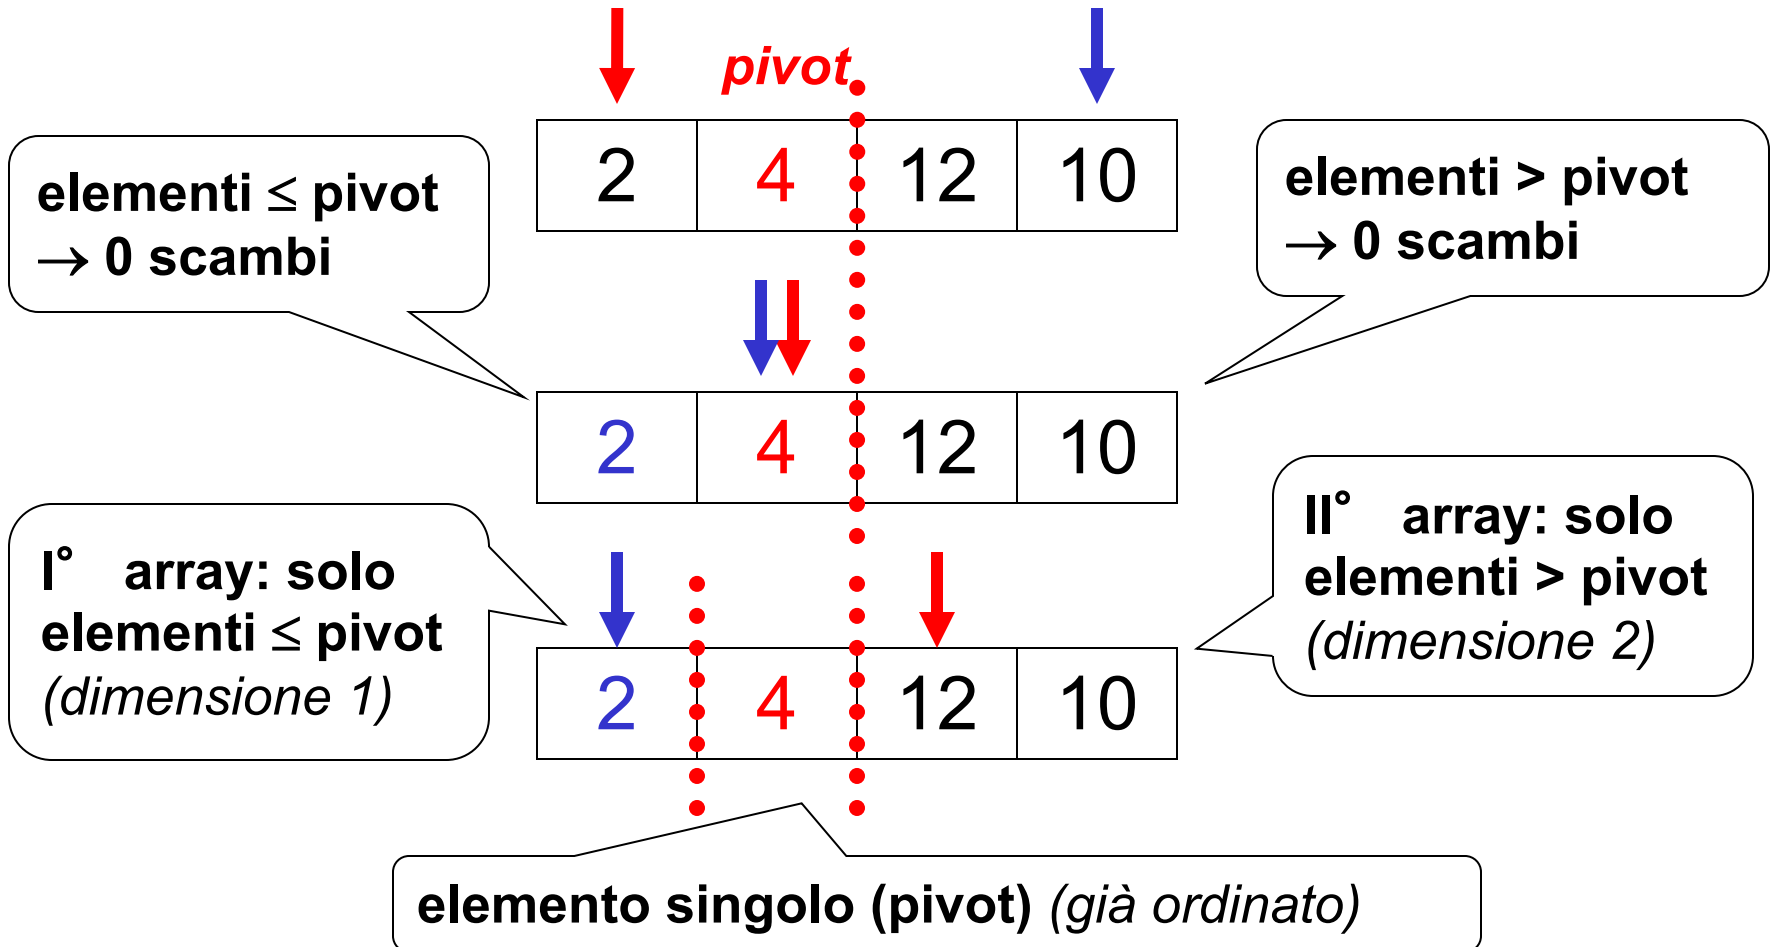 pivot
2 4 12 10
elementi ≤ pivot
→ 0 scambi
elementi > pivot
→ 0 scambi
2 4 12 10
I° array: solo
elementi ≤ pivot
(dimensione 1)
II° array: solo
elementi > pivot
(dimensione 2)
2 4 12 10
elemento singolo (pivot) (già ordinato)